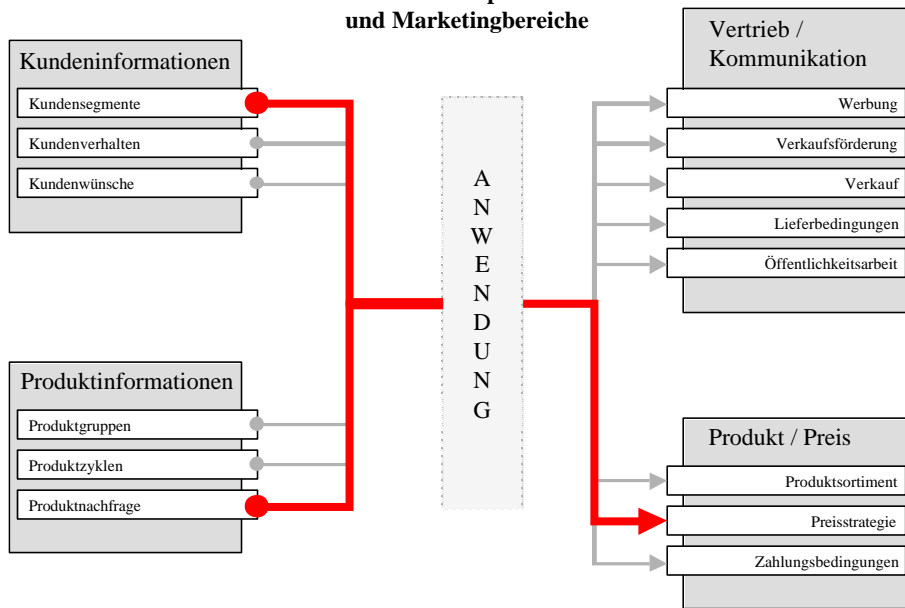 und Marketingbereiche
Kundeninformationen
Kundensegmente
Kundenverhalten
Kundenwünsche
Produktinformationen
Produktgruppen
Produktzyklen
Produktnachfrage
A
N
W
E
N
D
U
N
G
Vertrieb /
Kommunikation
Werbung
Verkaufsförderung
Verkauf
Lieferbedingungen
Öffentlichkeitsarbeit
Produkt / Preis
Produktsortiment
Preisstrategie
Zahlungsbedingungen